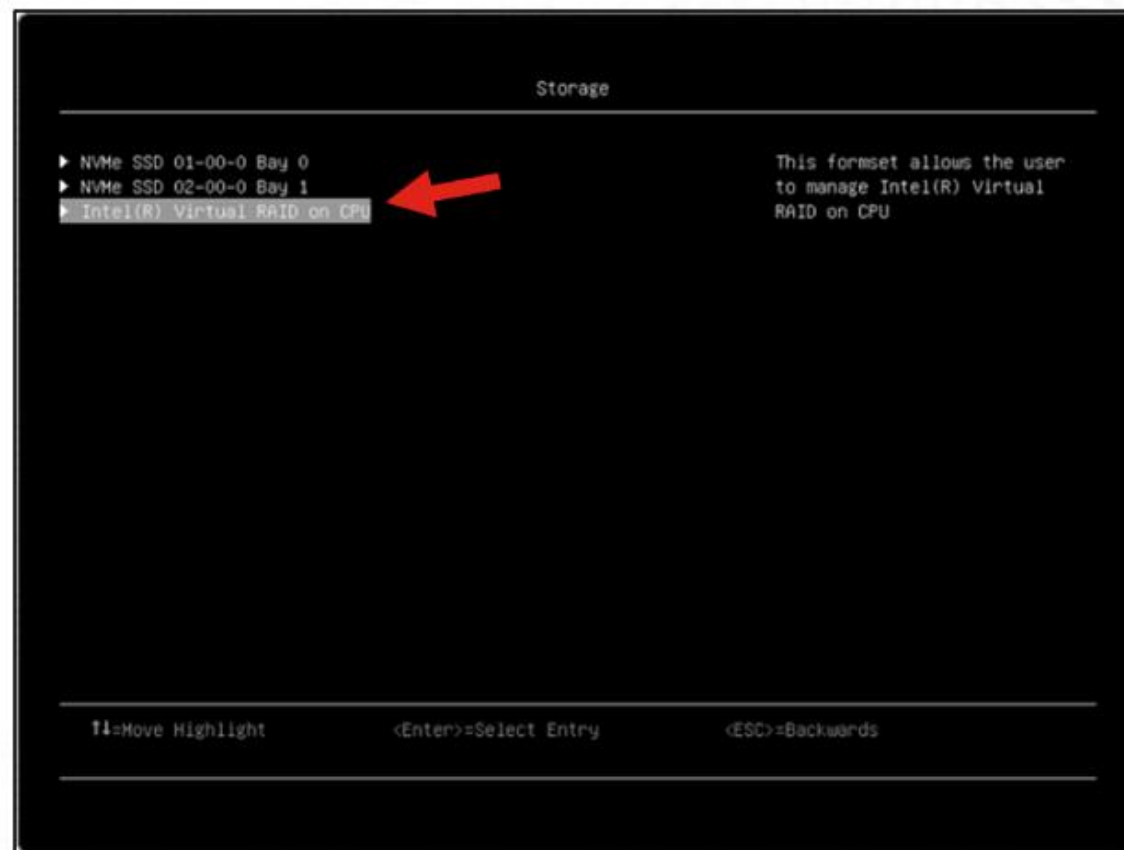 Storage
NVMe SSD 01-00-0 Bay 0
NVMe SSD 02-00-0 Bay 1
Intel(R) Virtual RAID on CPU
This formset allows the user
to manage Intel(R) Virtual
RAID on CPU
↑↓=Move Highlight
<Enter>=Select Entry
<ESC>=Backwards